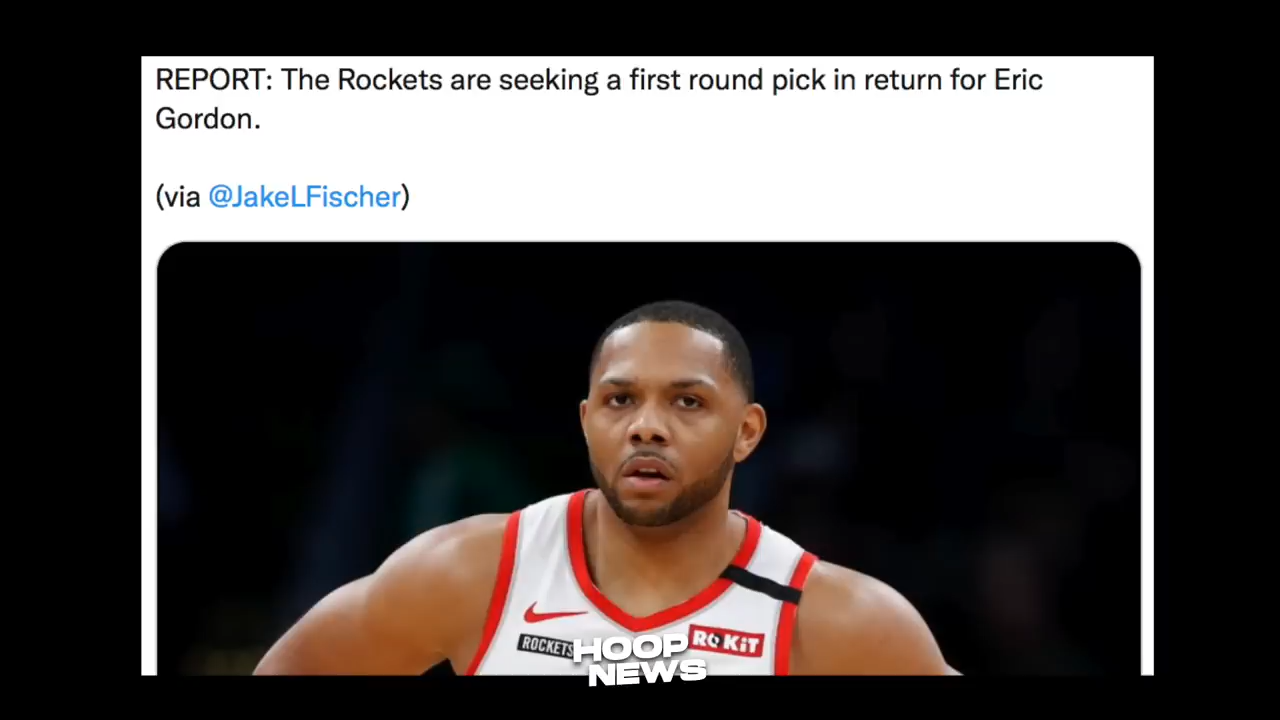 REPORT: The Rockets are seeking a first round pick in return for Eric
Gordon.
(via @JakeLFischer)
ROCKETS
ROKiT
HOOP
NEWS